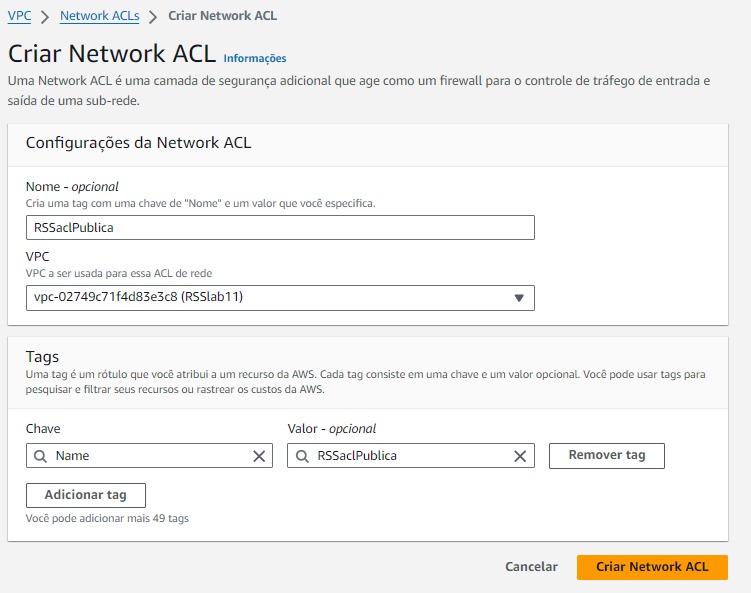 VPC > Network ACLs > Criar Network ACL
Criar Network ACL Informações
Uma Network ACL é uma camada de segurança adicional que age como um firewall para o controle de tráfego de entrada e
saída de uma sub-rede.
Configurações da Network ACL
Nome - opcional
Cria uma tag com uma chave de "Nome" e um valor que você especifica.
RSSaclPublica
VPC
VPC a ser usada para essa ACL de rede
vpc-02749c71f4d83e3c8 (RSSlab11)
Tags
Uma tag é um rótulo que você atribui a um recurso da AWS. Cada tag consiste em uma chave e um valor opcional. Você pode usar tags para
pesquisar e filtrar seus recursos ou rastrear os custos da AWS.
Chave Valor - opcional
Name RSSaclPublica Remover tag
Adicionar tag
Você pode adicionar mais 49 tags
Cancelar Criar Network ACL